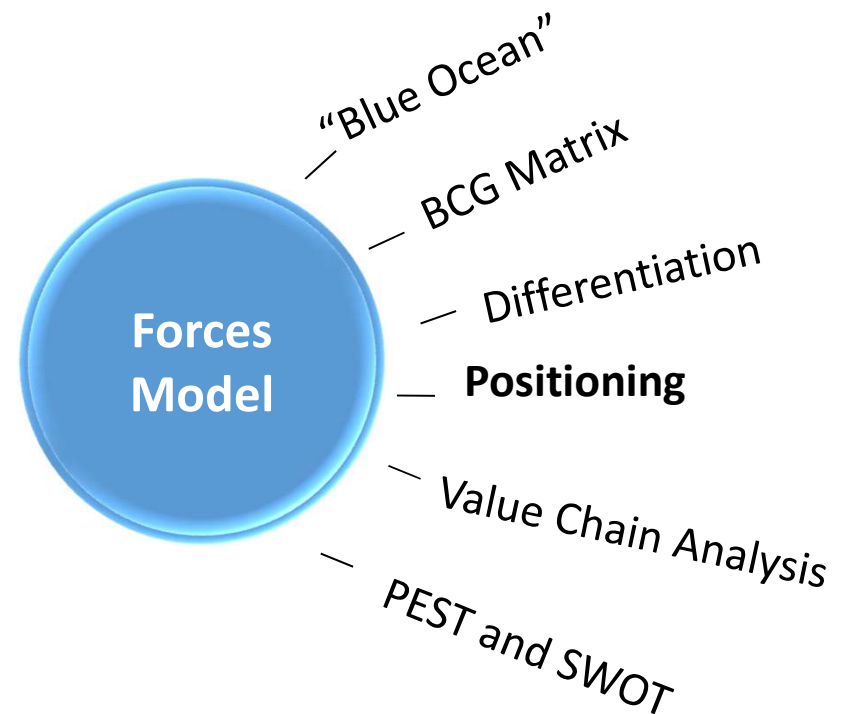 “Blue Ocean”
BCG Matrix
Differentiation
Forces
Model
Positioning
Value Chain Analysis
PEST and SWOT